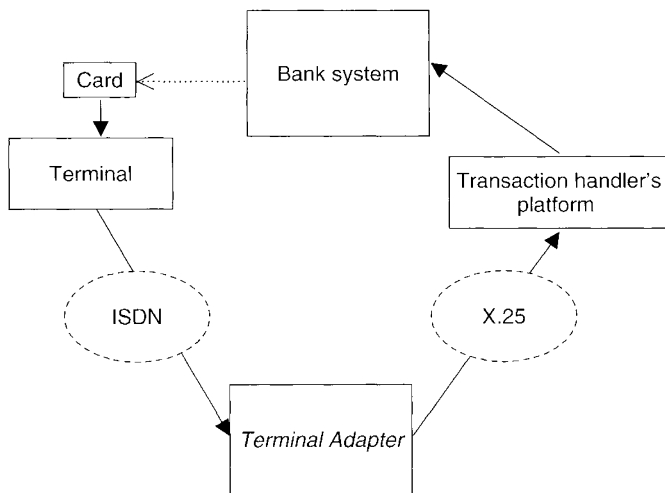 Bank system
Card
Terminal
Transaction handler's
platform
ISDN
X.25
Terminal Adapter